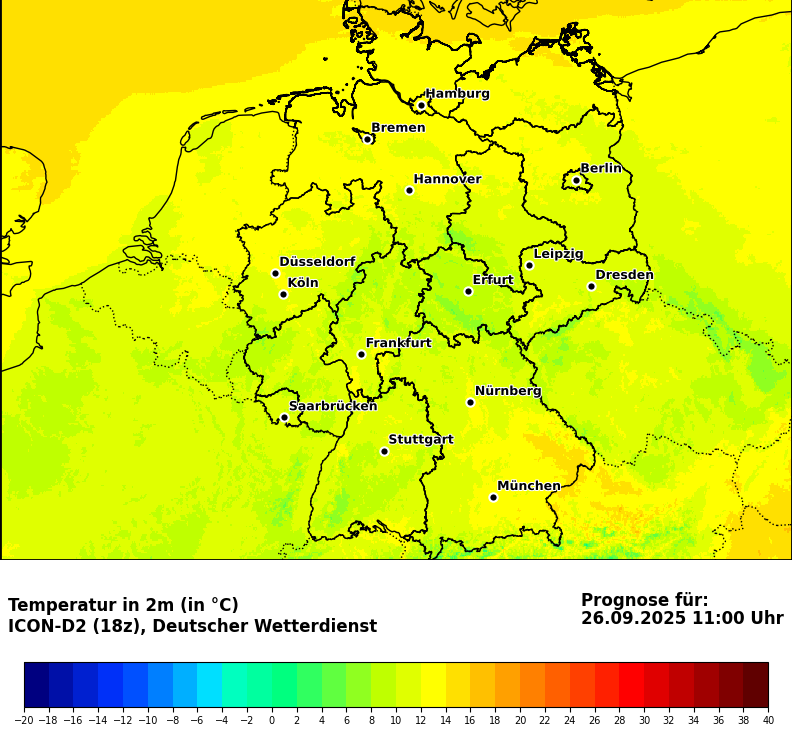 Hamburg
Bremen
Berlin
Hannover
Leipzig
Düsseldorf
Dresden
Köln
Erfurt
Frankfurt
Nürnberg
Saarbrücken
Stuttgart
München
Temperatur in 2m (in °C)
ICON-D2 (18z), Deutscher Wetterdienst
Prognose für:
26.09.2025 11:00 Uhr
−20 −18 −16 −14 −12 −10 −8 −6 −4 −2 0 2 4 6 8 10 12 14 16 18 20 22 24 26 28 30 32 34 36 38 40